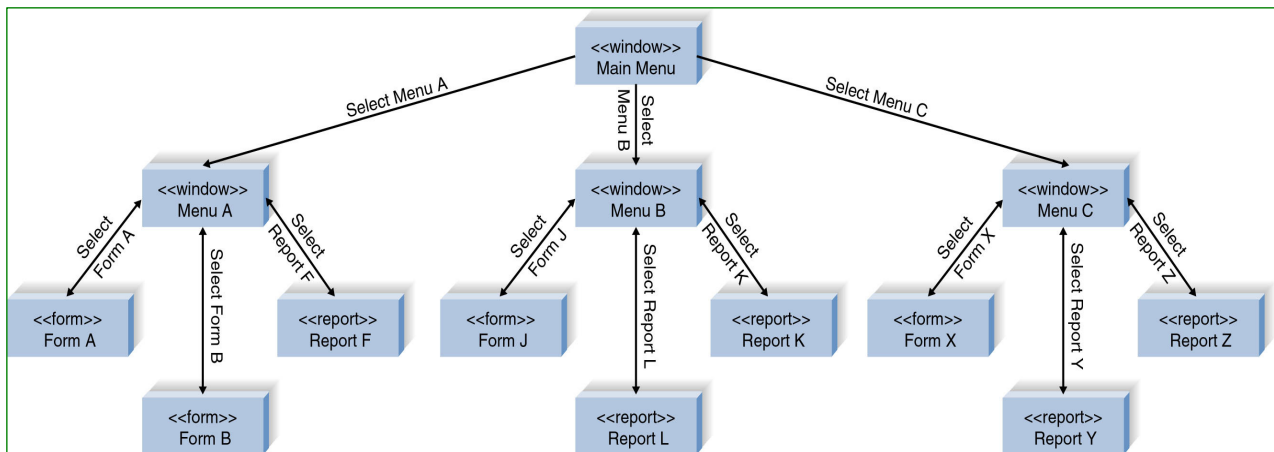 <<window>>
Main Menu
Select Menu A
Select
Menu B
Select Menu C
<<window>>
Menu A
<<window>>
Menu B
<<window>>
Menu C
Select
Form A
Select Form B
Select
Report F
Select
Form J
Select Report L
Select
Report K
Select
Form X
Select Report Y
Select
Report Z
<<form>>
Form A
<<report>>
Report F
<<form>>
Form J
<<report>>
Report K
<<form>>
Form X
<<report>>
Report Z
<<form>>
Form B
<<report>>
Report L
<<report>>
Report Y